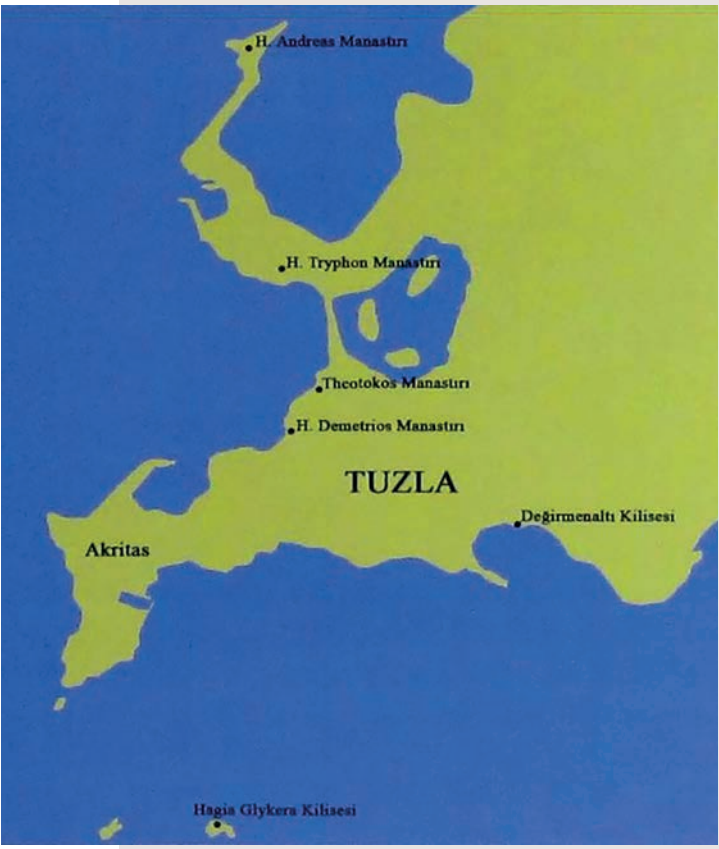 H. Andreas Manastırı
H. Tryphon Manastırı
Theotokos Manastırı
H. Demetrios Manastırı
TUZLA
Değirmenaltı Kilisesi
Akritas
Hagia Glykera Kilisesi